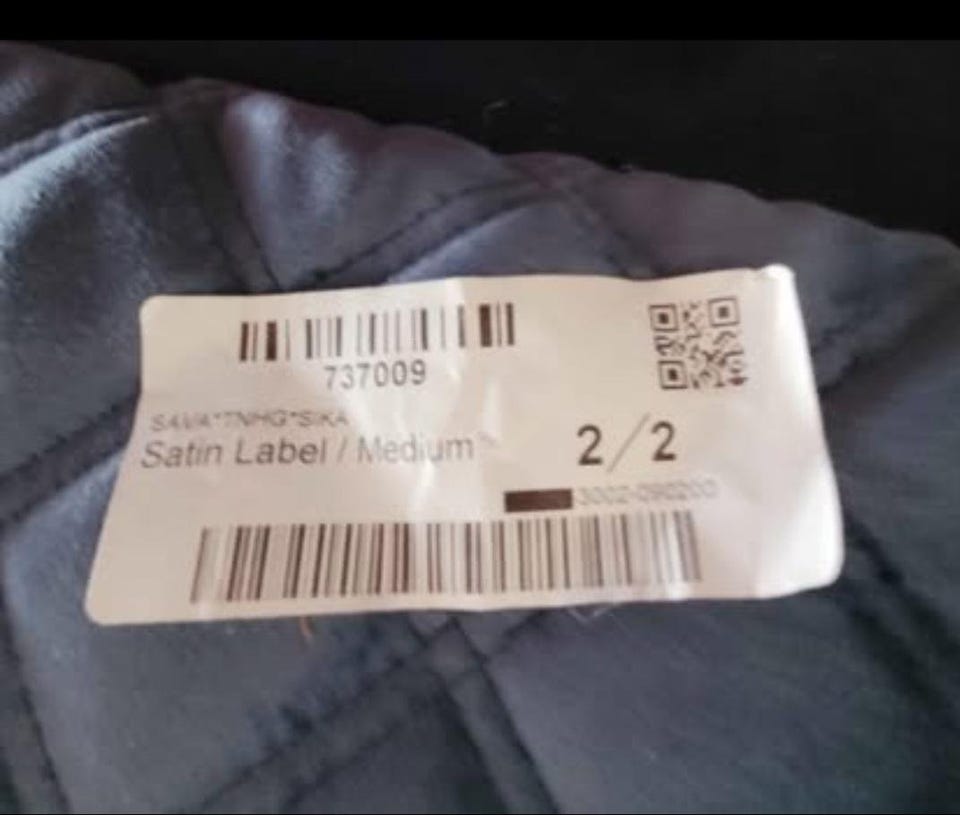 737009
SAVA*TNHG*SIKA
Satin Label / Medium
2/2